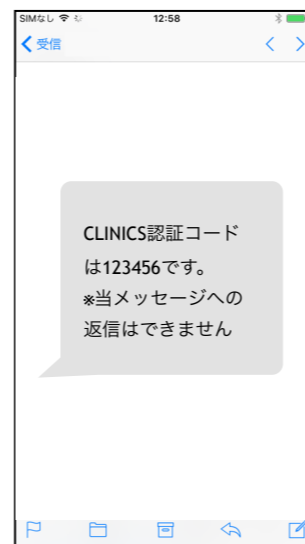 SIMなし 12:58
受信
CLINICS認証コード
は123456です。
※当メッセージへの
返信はできません